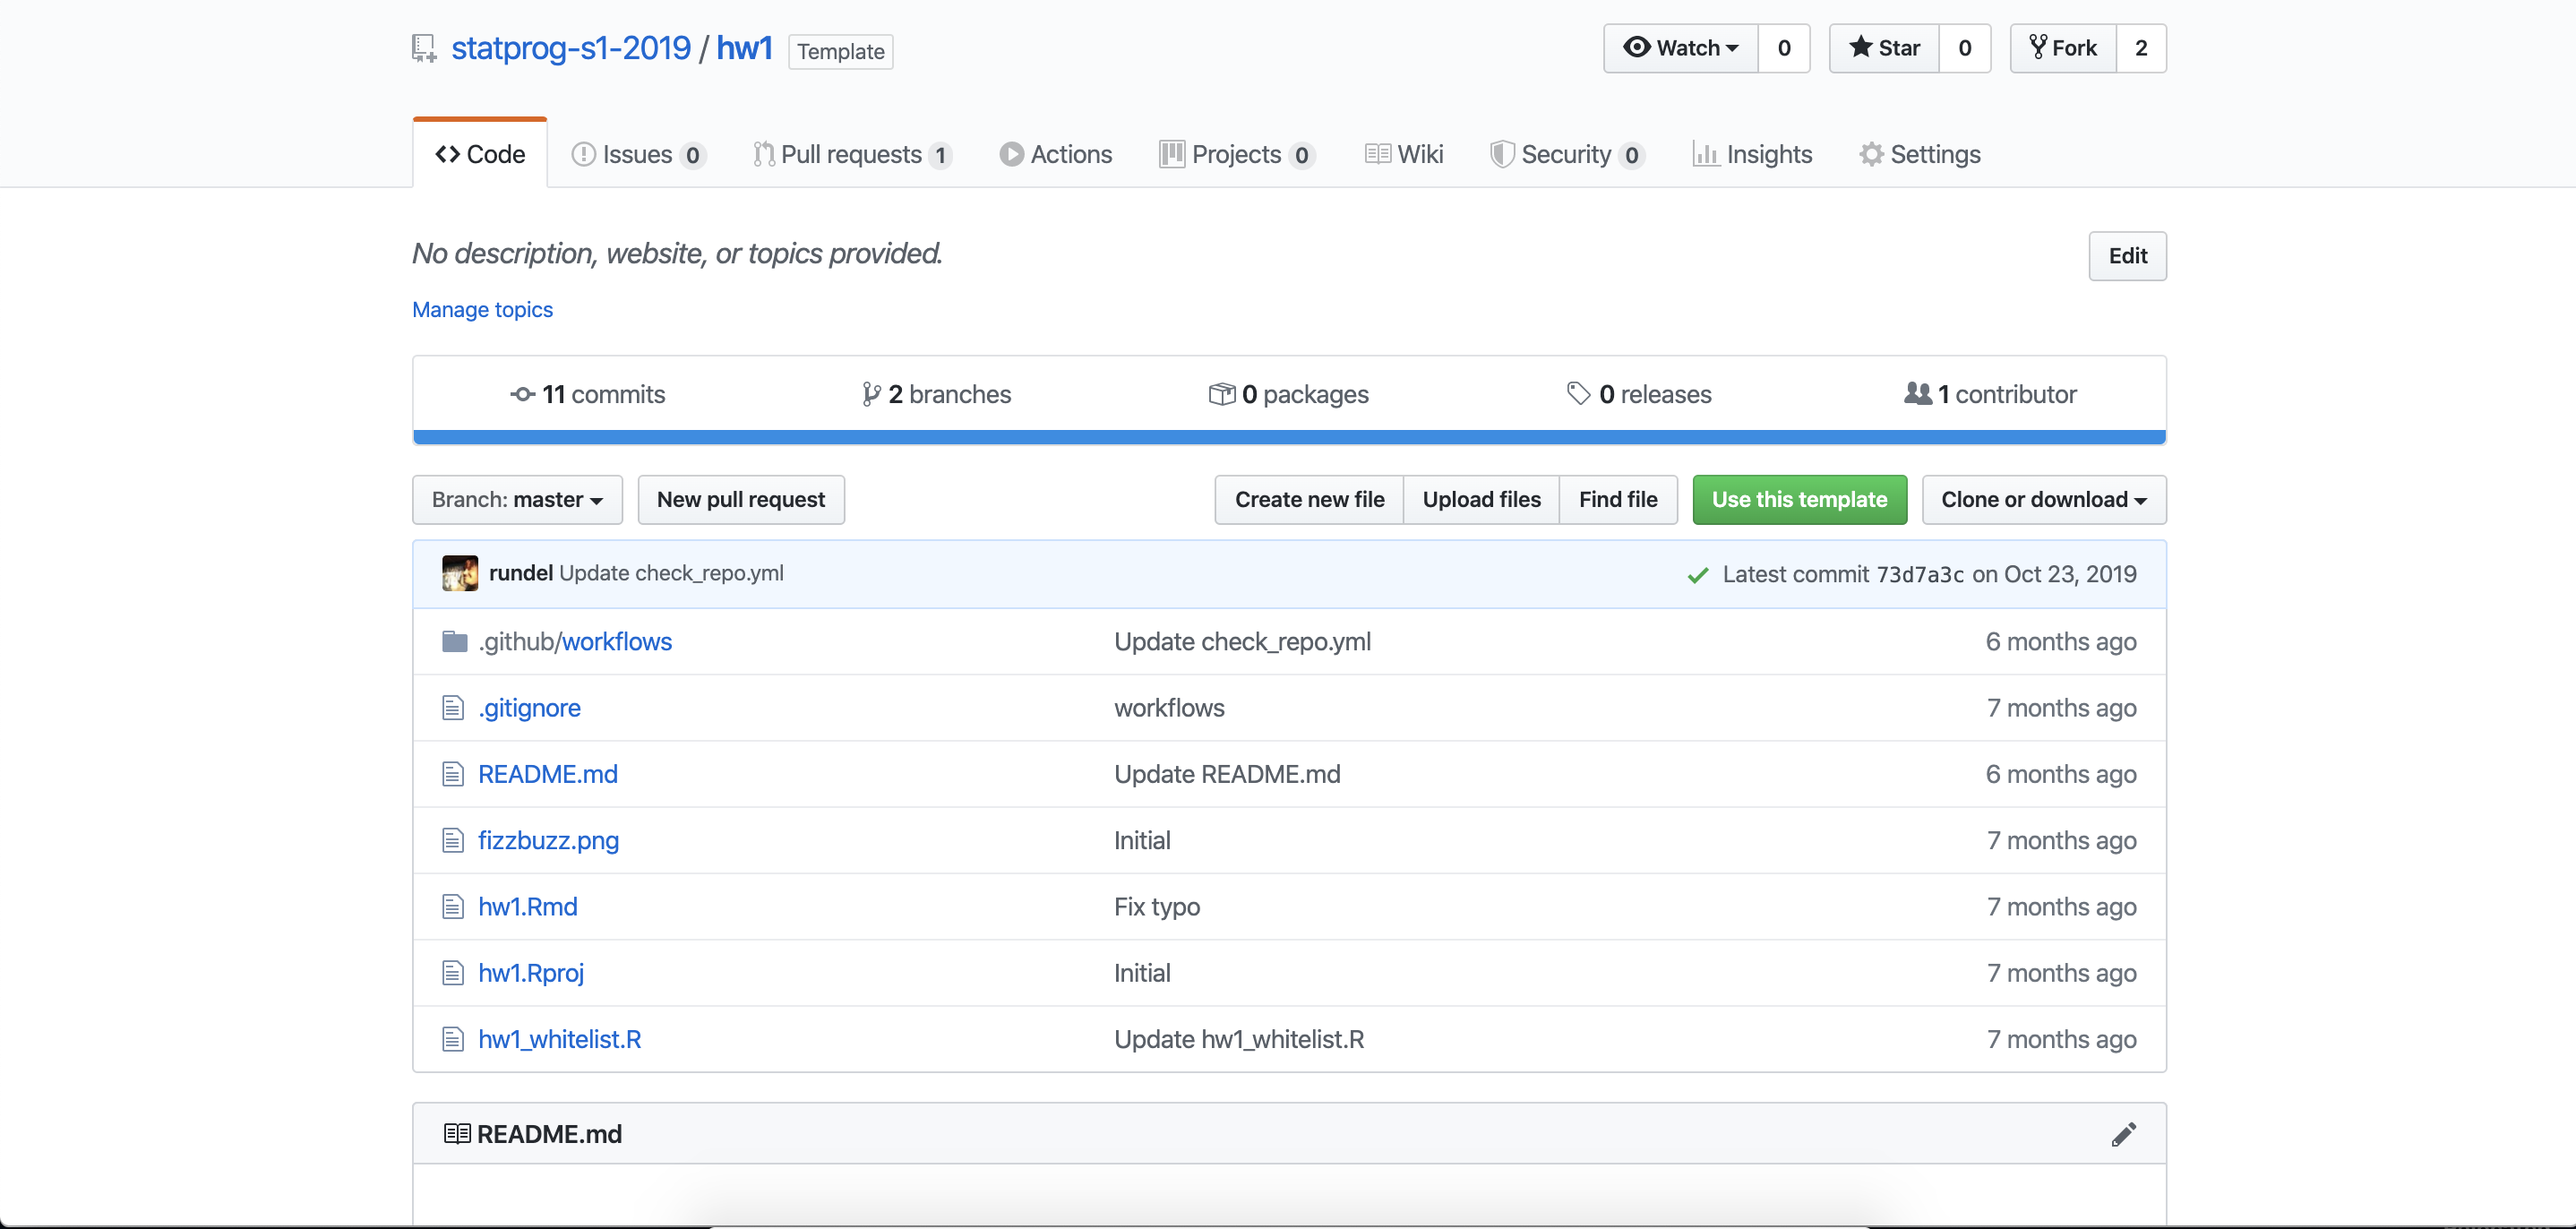 statprog-s1-2019 / hw1 Template Watch 0 Star 0 Fork 2
Code Issues 0 Pull requests 1 Actions Projects 0 Wiki Security 0 Insights Settings
No description, website, or topics provided. Edit
Manage topics
11 commits 2 branches 0 packages 0 releases 1 contributor
Branch: master New pull request Create new file Upload files Find file Use this template Clone or download
rundel Update check_repo.yml Latest commit 73d7a3c on Oct 23, 2019
.github/workflows Update check_repo.yml 6 months ago
.gitignore workflows 7 months ago
README.md Update README.md 6 months ago
fizzbuzz.png Initial 7 months ago
hw1.Rmd Fix typo 7 months ago
hw1.Rproj Initial 7 months ago
hw1_whitelist.R Update hw1_whitelist.R 7 months ago
README.md